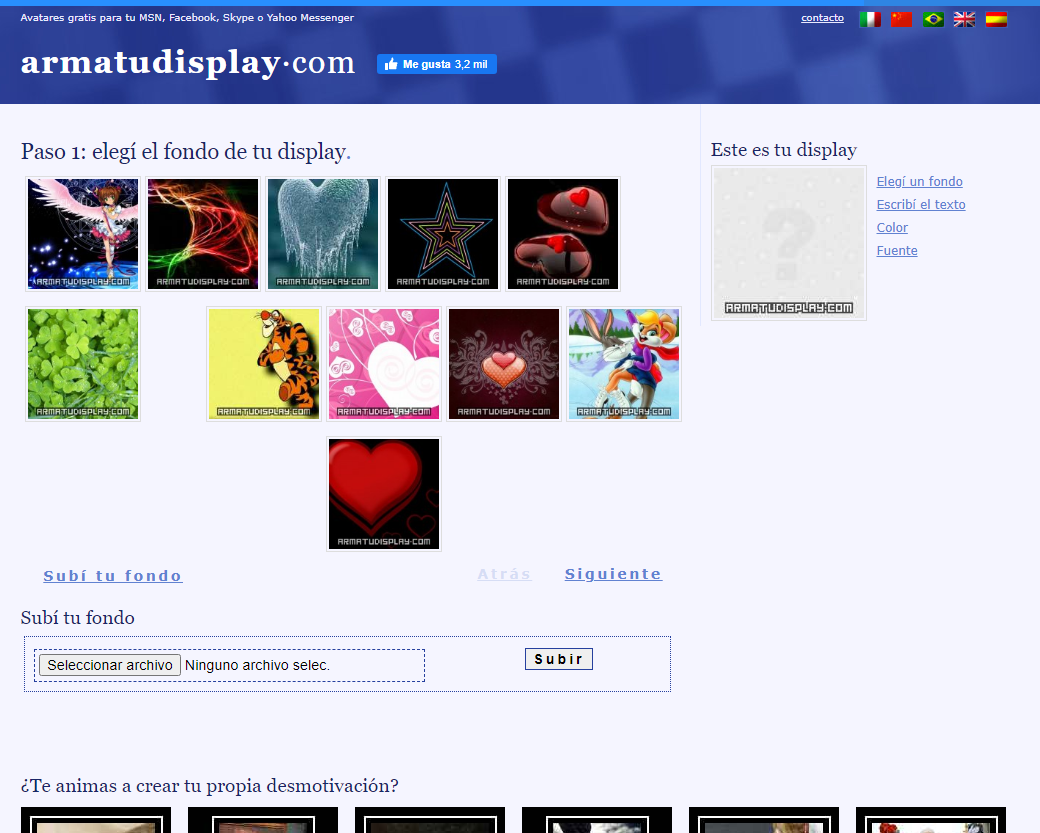 Avatares gratis para tu MSN, Facebook, Skype o Yahoo Messenger
contacto
armatudisplay·com
Me gusta 3,2 mil
Paso 1: elegí el fondo de tu display.
Este es tu display
Elegí un fondo
Escribí el texto
Color
Fuente
ARMATUDISPLAY.COM
ARMATUDISPLAY.COM
ARMATUDISPLAY.COM
ARMATUDISPLAY.COM
ARMATUDISPLAY.COM
ARMATUDISPLAY.COM
ARMATUDISPLAY.COM
ARMATUDISPLAY.COM
ARMATUDISPLAY.COM
ARMATUDISPLAY.COM
ARMATUDISPLAY.COM
ARMATUDISPLAY.COM
Subí tu fondo
Atrás
Siguiente
Subí tu fondo
Seleccionar archivo Ninguno archivo selec.
Subir
¿Te animas a crear tu propia desmotivación?